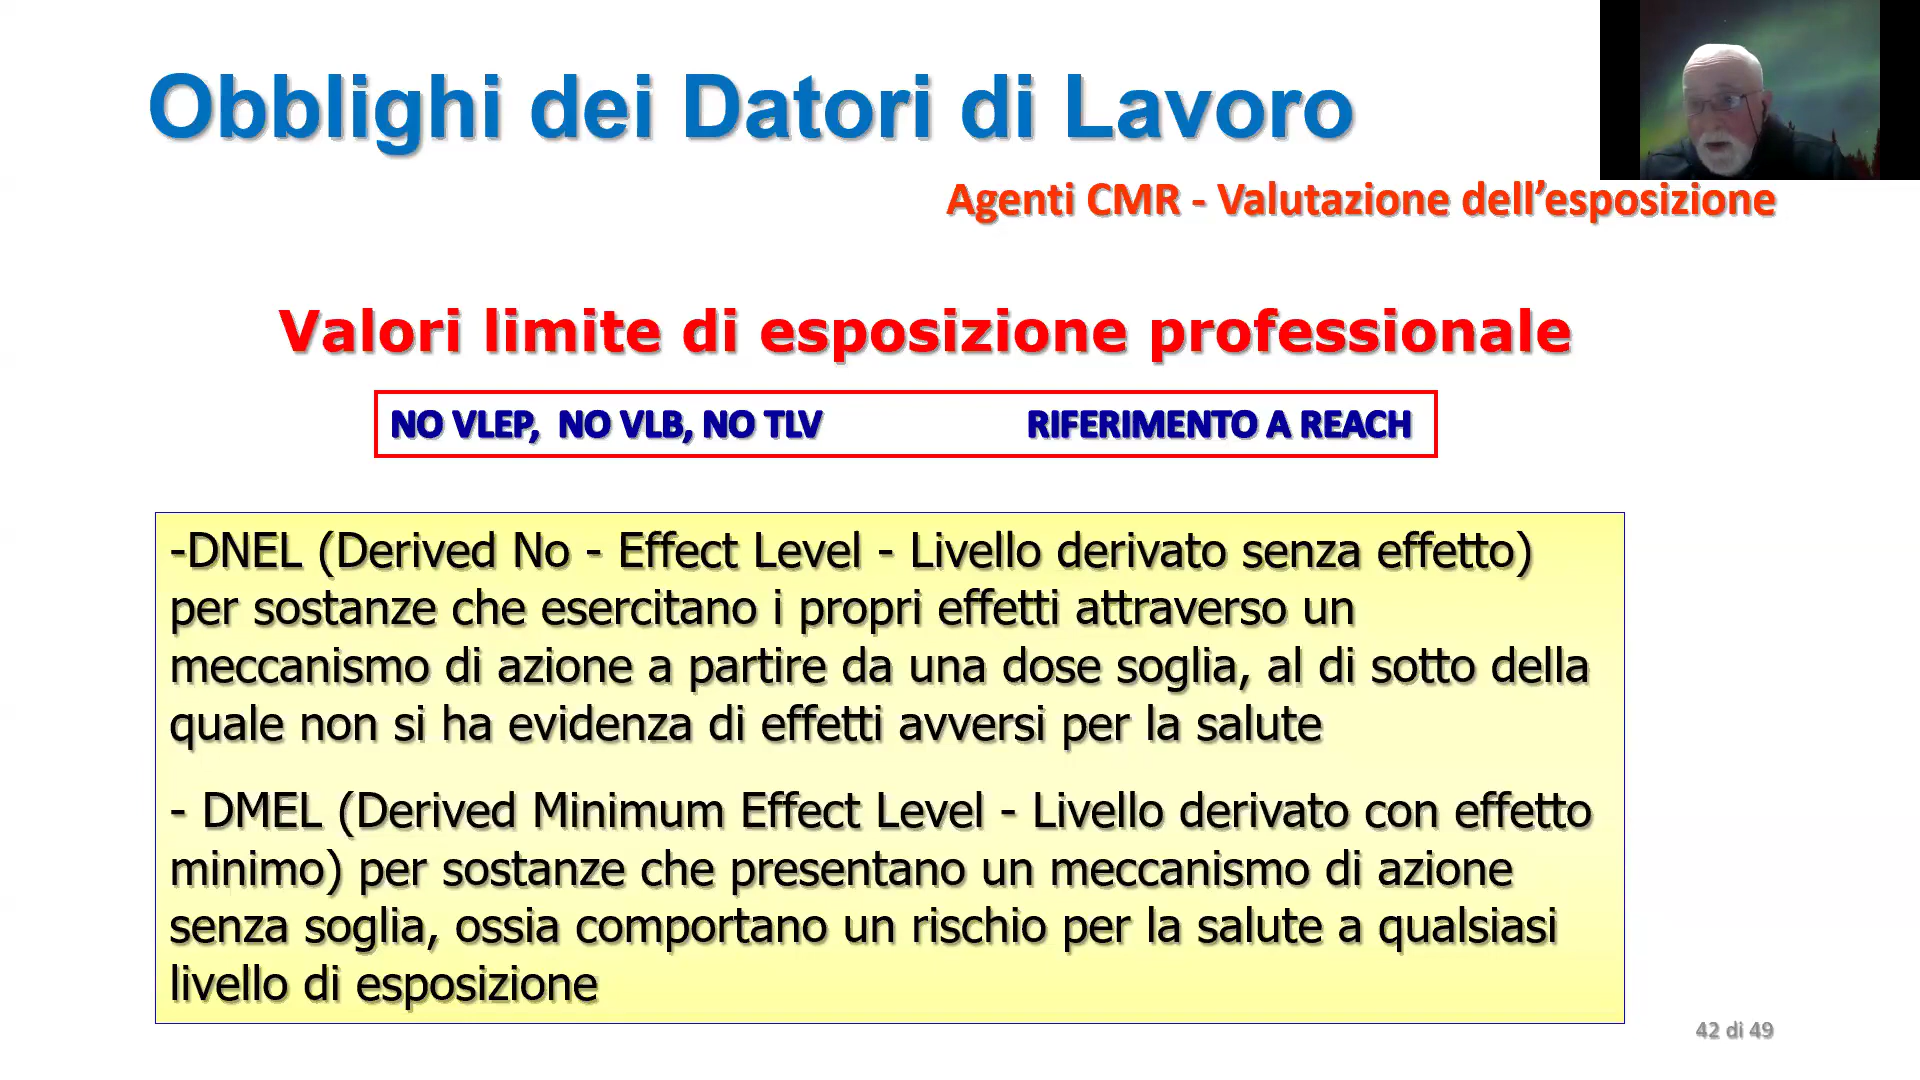 Obblighi dei Datori di Lavoro
Agenti CMR - Valutazione dell’esposizione
Valori limite di esposizione professionale
NO VLEP, NO VLB, NO TLV RIFERIMENTO A REACH
-DNEL (Derived No - Effect Level - Livello derivato senza effetto)
per sostanze che esercitano i propri effetti attraverso un
meccanismo di azione a partire da una dose soglia, al di sotto della
quale non si ha evidenza di effetti avversi per la salute
- DMEL (Derived Minimum Effect Level - Livello derivato con effetto
minimo) per sostanze che presentano un meccanismo di azione
senza soglia, ossia comportano un rischio per la salute a qualsiasi
livello di esposizione
42 di 49